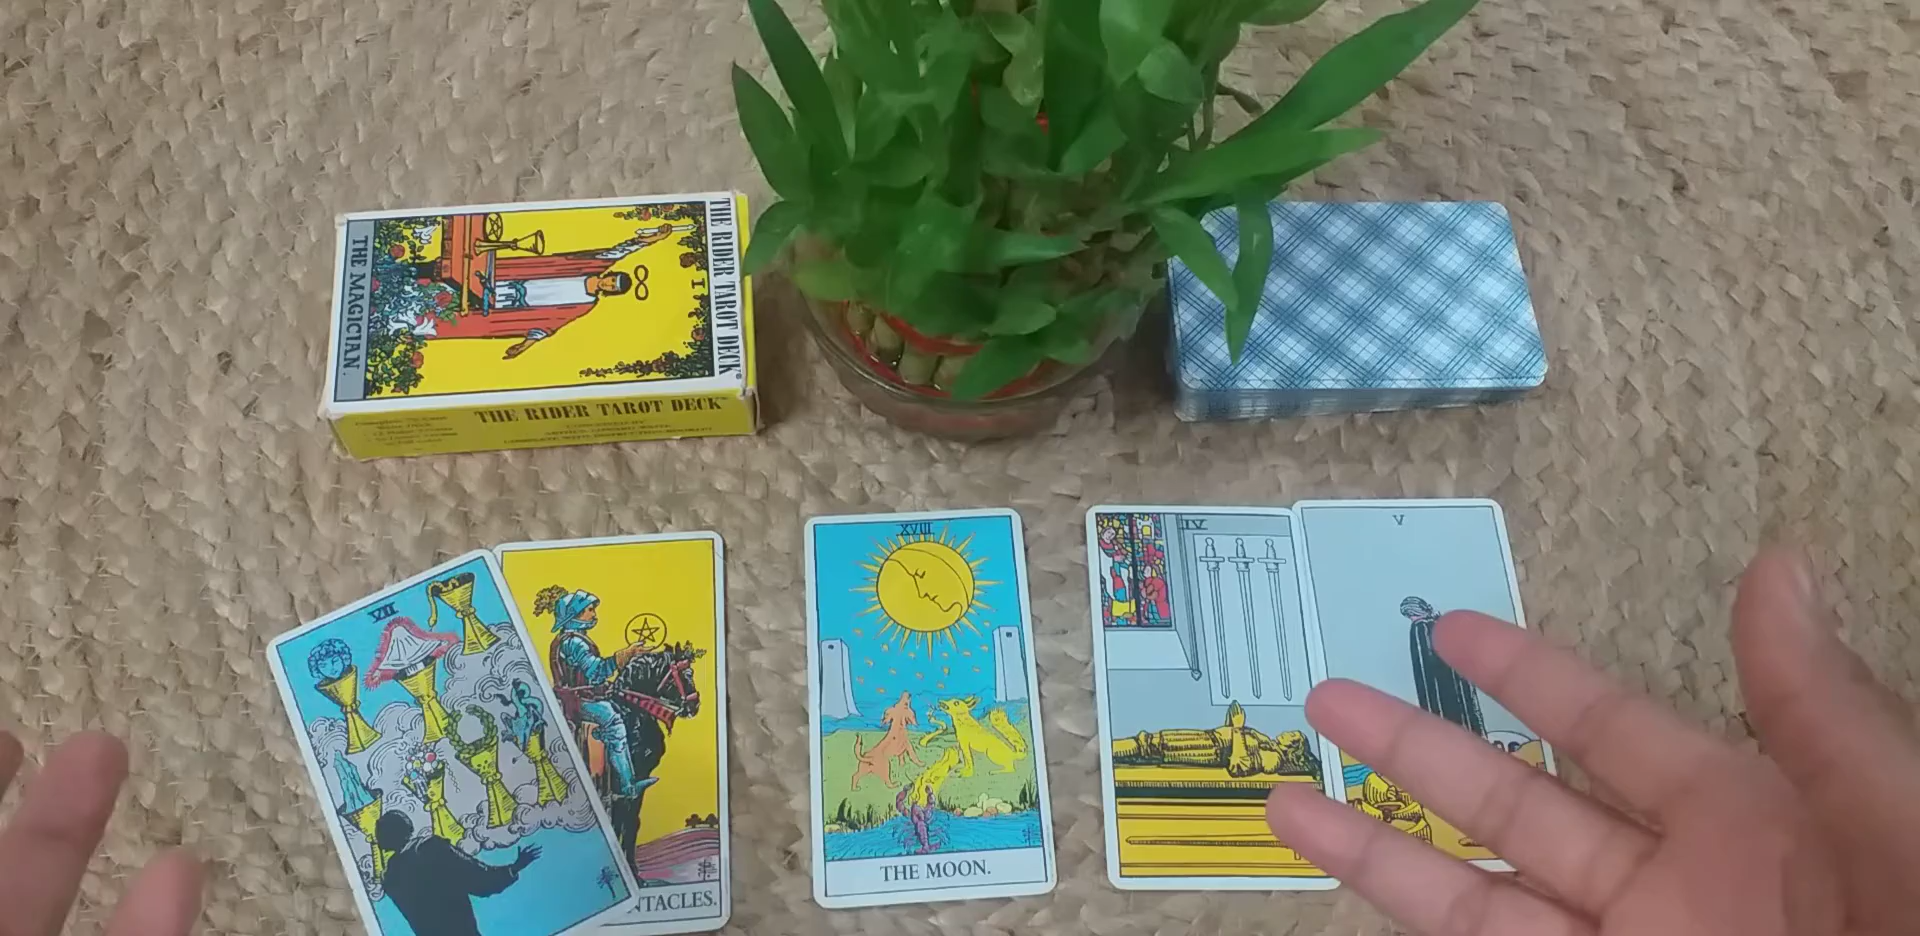 THE RIDER TAROT DECK
I
THE MAGICIAN.
THE RIDER TAROT DECK
VII
NTACLES.
XVIII
THE MOON.
IV
V